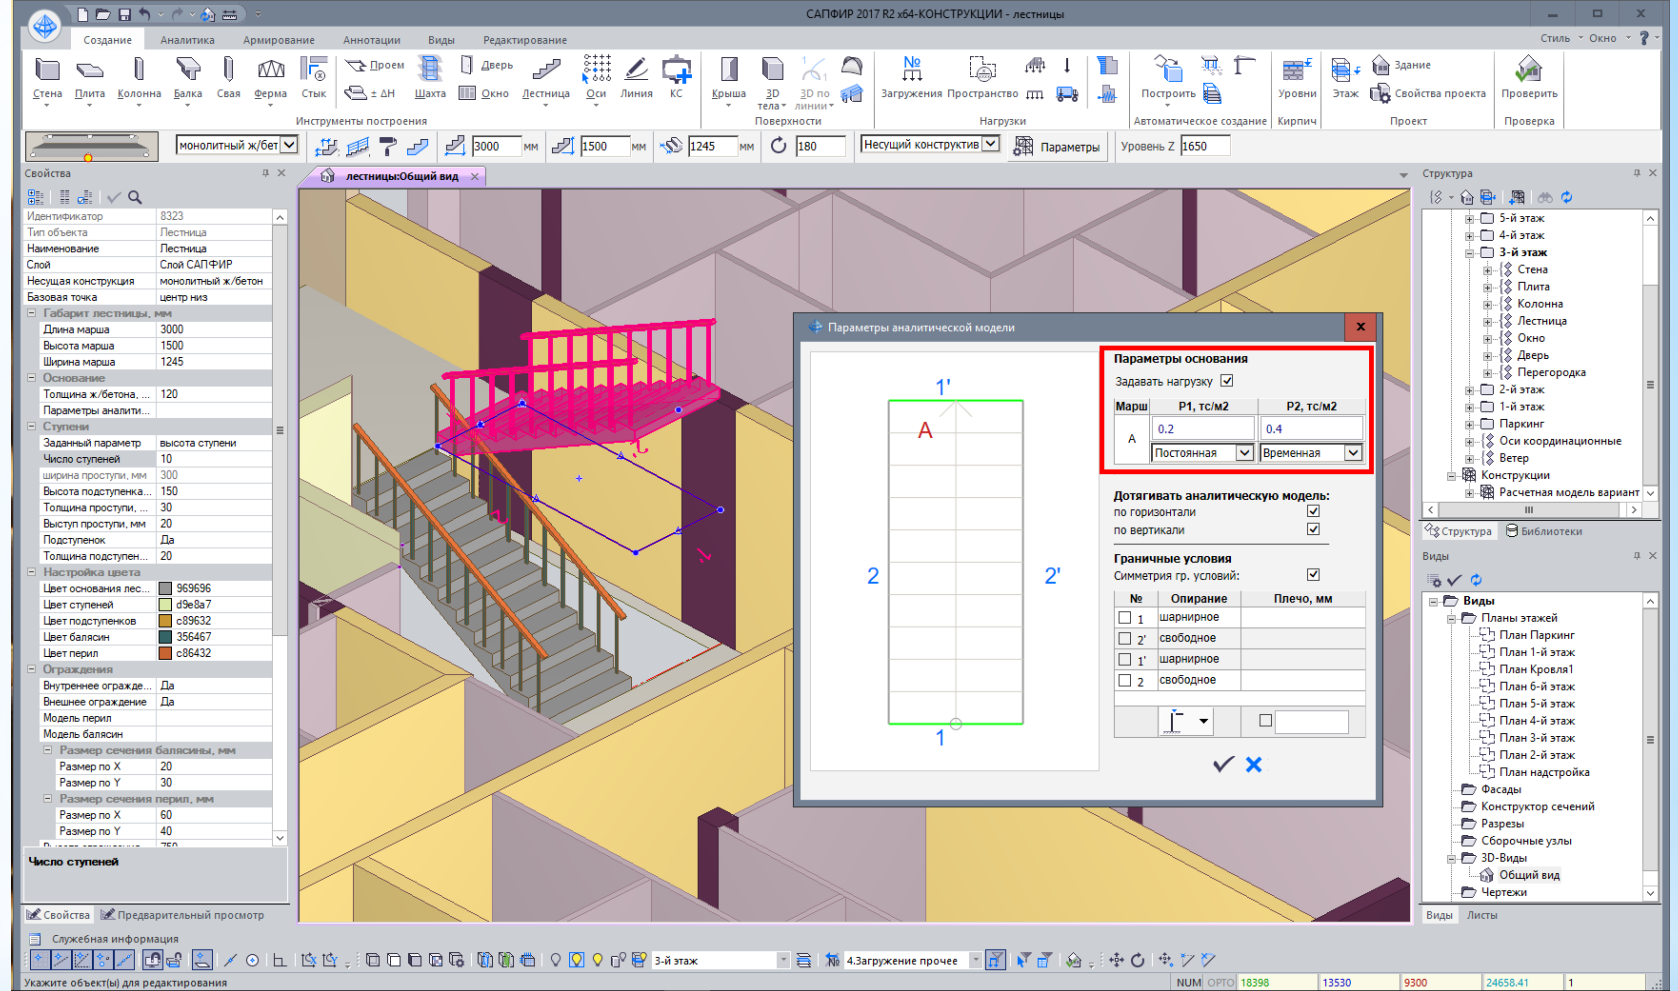 САПФИР 2017 R2 x64-КОНСТРУКЦИИ - лестницы
Создание Аналитика Армирование Аннотации Виды Редактирование
Стиль Окно ?
Проем Дверь № Здание
Стена Плита Колонна Балка Свая Ферма Стык ± ΔН Шахта Окно Лестница Оси Линия КС Крыша 3D тела 3D по линии Загружения Пространство Построить Уровни Этаж Свойства проекта Проверить
Инструменты построения Поверхности Нагрузки Автоматическое создание Кирпич Проект Проверка
монолитный ж/бет 3000 мм 1500 мм 1245 мм 180 Несущий конструктив Параметры Уровень Z 1650
Свойства
лестницы:Общий вид
Идентификатор 8323
Тип объекта Лестница
Наименование Лестница
Слой Слой САПФИР
Несущая конструкция монолитный ж/бетон
Базовая точка центр низ
Габарит лестницы, мм
Длина марша 3000
Высота марша 1500
Ширина марша 1245
Основание
Толщина ж/бетона, ... 120
Параметры аналити...
Ступени
Заданный параметр высота ступени
Число ступеней 10
ширина проступи, мм 300
Высота подступенка... 150
Толщина проступи, ... 30
Выступ проступи, мм 20
Подступенок Да
Толщина подступен... 20
Настройка цвета
Цвет основания лес... 969696
Цвет ступеней d9e8a7
Цвет подступенков c89632
Цвет балясин 356467
Цвет перил c86432
Ограждения
Внутреннее огражде... Да
Внешнее ограждение Да
Модель перил
Модель балясин
Размер сечения балясины, мм
Размер по X 20
Размер по Y 30
Размер сечения перил, мм
Размер по X 60
Размер по Y 40
Число ступеней
Свойства Предварительный просмотр
Параметры аналитической модели
1'
A
2
2'
1
Параметры основания
Задавать нагрузку
Марш P1, тс/м2 P2, тс/м2
A 0.2 0.4
Постоянная Временная
Дотягивать аналитическую модель:
по горизонтали
по вертикали
Граничные условия
Симметрия гр. условий:
№ Опирание Плечо, мм
1 шарнирное
2' свободное
1' шарнирное
2 свободное
Структура
5-й этаж
4-й этаж
3-й этаж
Стена
Плита
Колонна
Лестница
Окно
Дверь
Перегородка
2-й этаж
1-й этаж
Паркинг
Оси координационные
Ветер
Конструкции
Расчетная модель вариант
Структура Библиотеки
Виды
Виды
Планы этажей
План Паркинг
План 1-й этаж
План Кровля1
План 6-й этаж
План 5-й этаж
План 4-й этаж
План 3-й этаж
План 2-й этаж
План надстройка
Фасады
Конструктор сечений
Разрезы
Сборочные узлы
3D-Виды
Общий вид
Чертежи
Виды Листы
Служебная информация
3-й этаж 4.Загружение прочее
Укажите объект(ы) для редактирования
NUM ОРТО 18398 13530 9300 24658.41 1